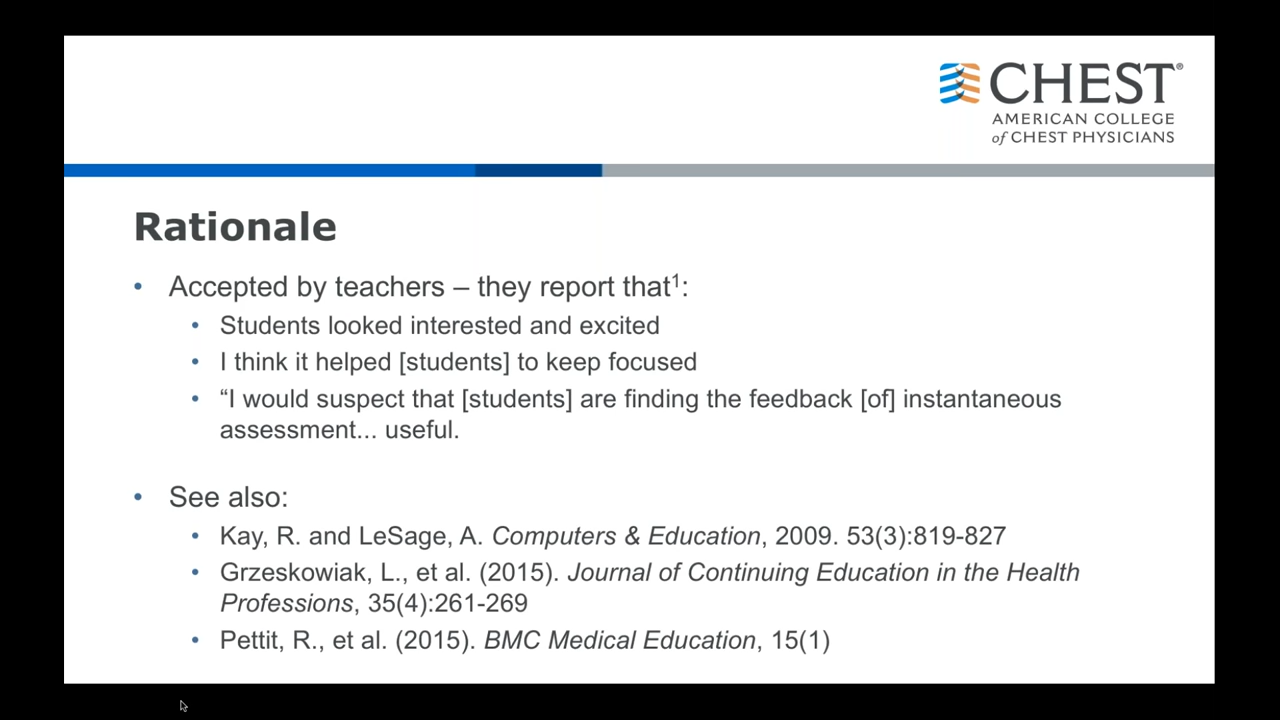 CHEST®
AMERICAN COLLEGE
of CHEST PHYSICIANS
Rationale
• Accepted by teachers – they report that¹:
• Students looked interested and excited
• I think it helped [students] to keep focused
• “I would suspect that [students] are finding the feedback [of] instantaneous
assessment... useful.
• See also:
• Kay, R. and LeSage, A. Computers & Education, 2009. 53(3):819-827
• Grzeskowiak, L., et al. (2015). Journal of Continuing Education in the Health
Professions, 35(4):261-269
• Pettit, R., et al. (2015). BMC Medical Education, 15(1)